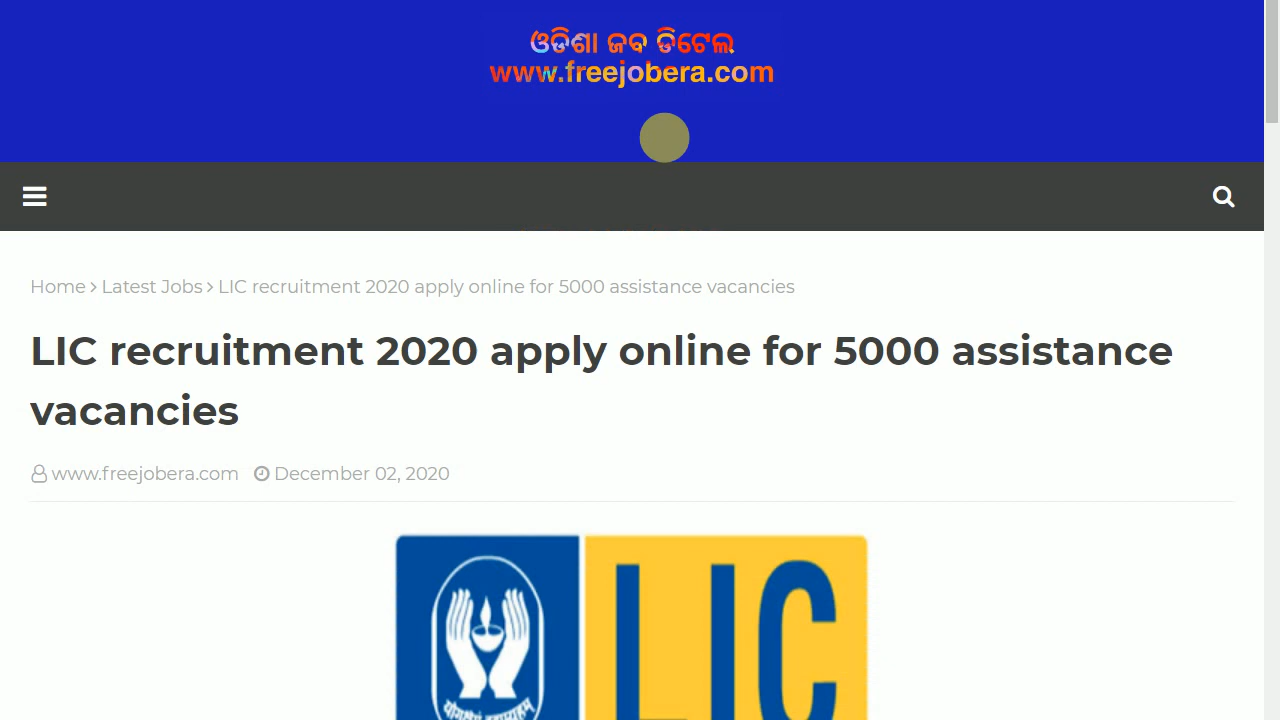 ଓଡିଶା ଜବ ଡିଟେଲ
www.freejobera.com
Home > Latest Jobs > LIC recruitment 2020 apply online for 5000 assistance vacancies
LIC recruitment 2020 apply online for 5000 assistance
vacancies
www.freejobera.com December 02, 2020
LIC